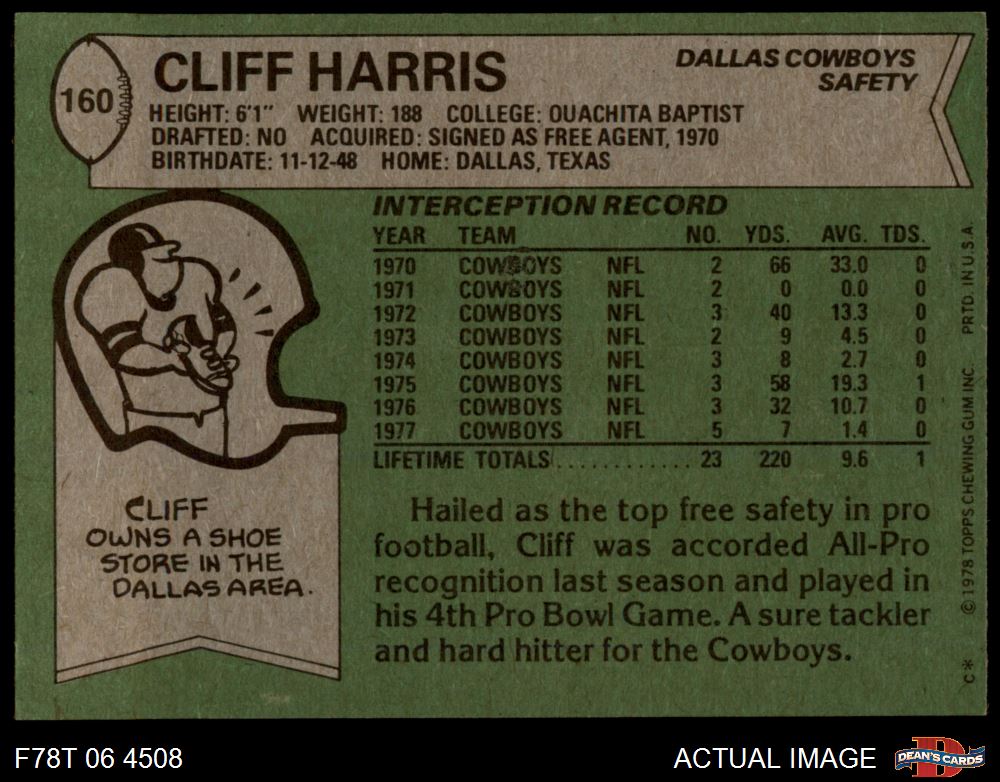 160
CLIFF HARRIS
DALLAS COWBOYS
SAFETY
HEIGHT: 6'1" WEIGHT: 188 COLLEGE: OUACHITA BAPTIST
DRAFTED: NO ACQUIRED: SIGNED AS FREE AGENT, 1970
BIRTHDATE: 11-12-48 HOME: DALLAS, TEXAS
INTERCEPTION RECORD
YEAR TEAM NO. YDS. AVG. TDS.
1970 COWBOYS NFL 2 66 33.0 0
1971 COWBOYS NFL 2 0 0.0 0
1972 COWBOYS NFL 3 40 13.3 0
1973 COWBOYS NFL 2 9 4.5 0
1974 COWBOYS NFL 3 8 2.7 0
1975 COWBOYS NFL 3 58 19.3 1
1976 COWBOYS NFL 3 32 10.7 0
1977 COWBOYS NFL 5 7 1.4 0
LIFETIME TOTALS............ 23 220 9.6 1
CLIFF
OWNS A SHOE
STORE IN THE
DALLAS AREA.
Hailed as the top free safety in pro
football, Cliff was accorded All-Pro
recognition last season and played in
his 4th Pro Bowl Game. A sure tackler
and hard hitter for the Cowboys.
C* © 1978 TOPPS CHEWING GUM INC. PRTD. IN U.S.A.
F78T 06 4508
ACTUAL IMAGE
D
DEAN'S CARDS